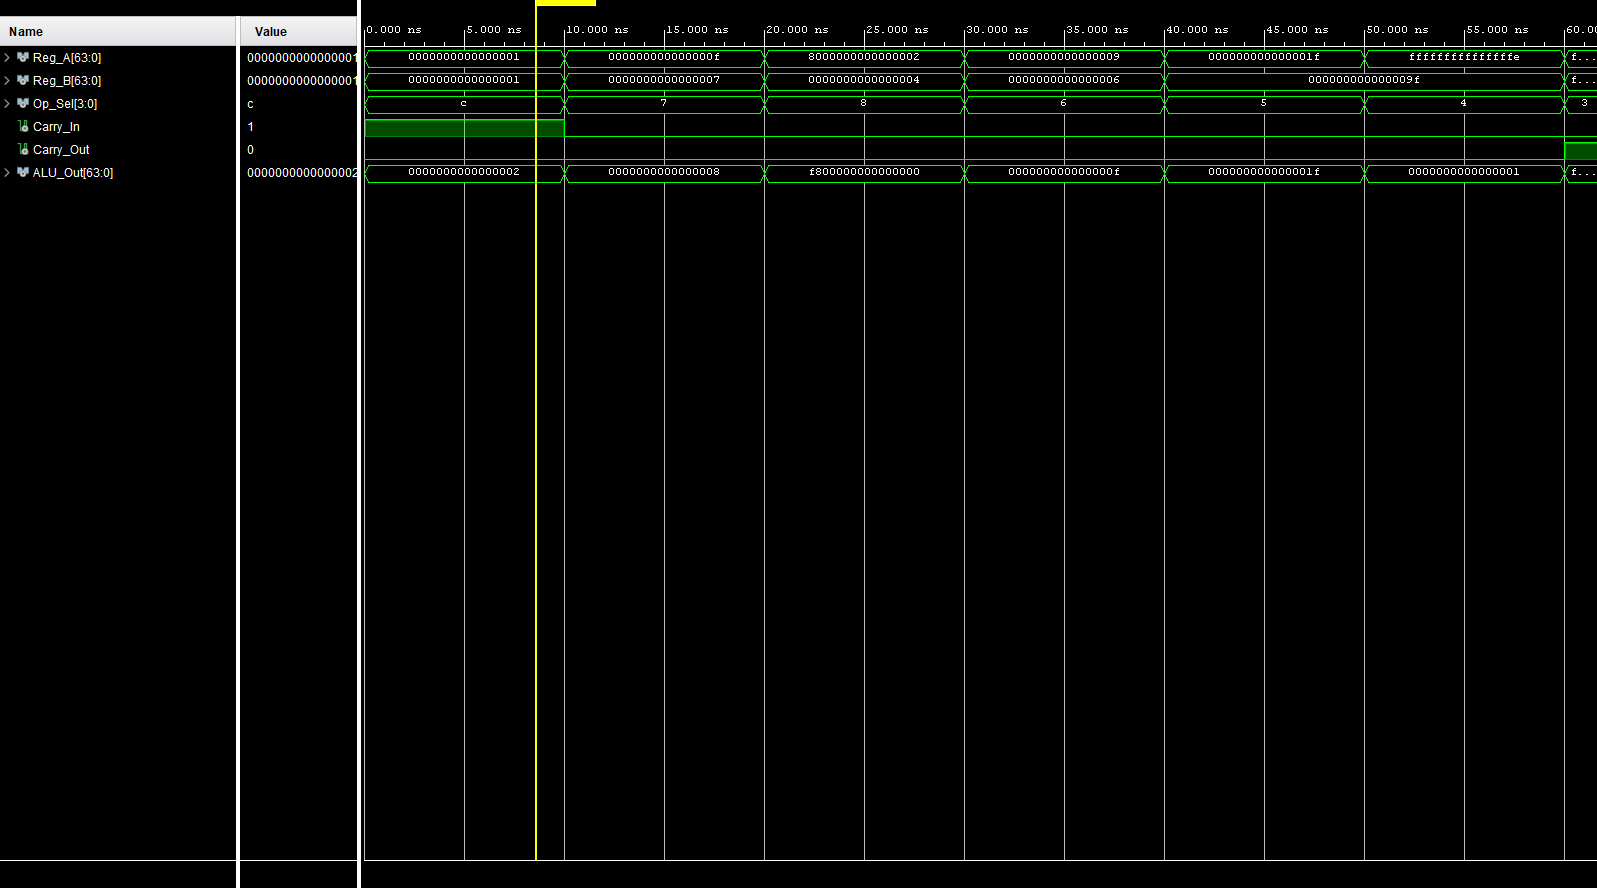 Name Value 0.000 ns 5.000 ns 10.000 ns 15.000 ns 20.000 ns 25.000 ns 30.000 ns 35.000 ns 40.000 ns 45.000 ns 50.000 ns 55.000 ns 60.0
Reg_A[63:0] 0000000000000001 0000000000000001 000000000000000f 8000000000000002 0000000000000009 000000000000001f fffffffffffffffe f...
Reg_B[63:0] 0000000000000001 0000000000000001 0000000000000007 0000000000000004 0000000000000006 000000000000009f f...
Op_Sel[3:0] c c 7 8 6 5 4 3
Carry_In 1
Carry_Out 0
ALU_Out[63:0] 0000000000000002 0000000000000002 0000000000000008 f800000000000000 000000000000000f 000000000000001f 0000000000000001 f...